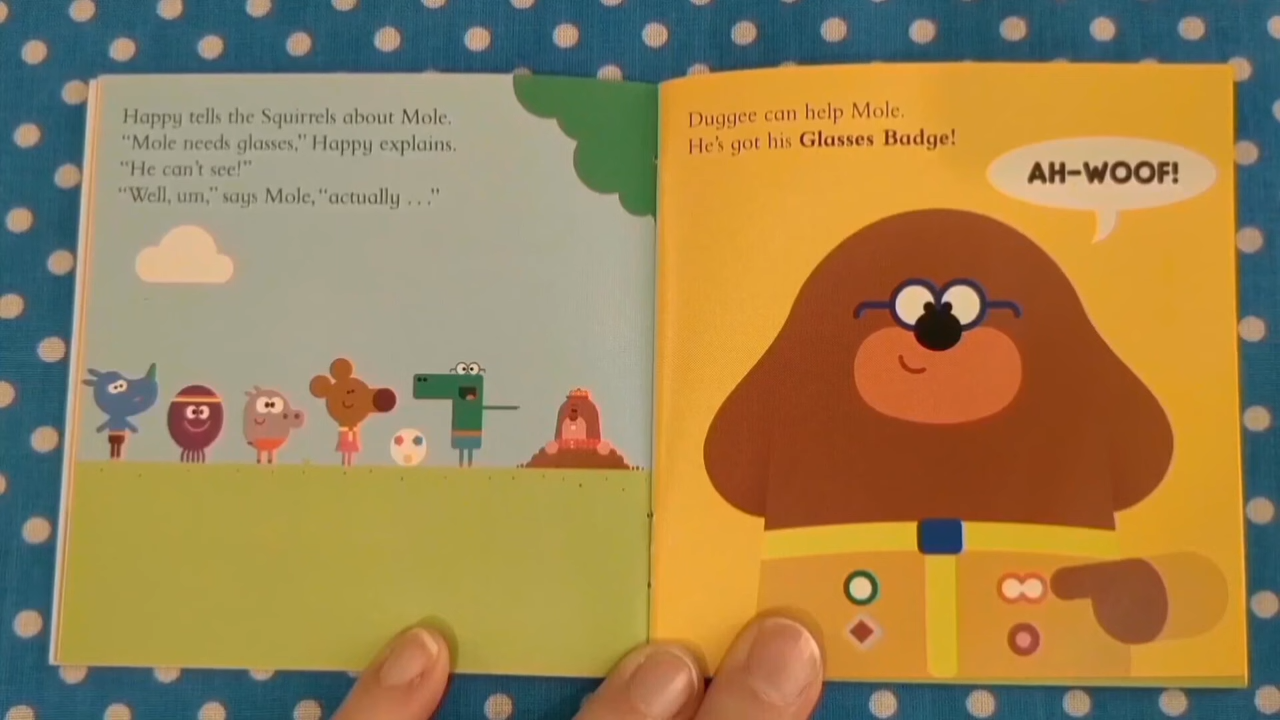 Happy tells the Squirrels about Mole.
“Mole needs glasses,” Happy explains.
“He can’t see!”
“Well, um,” says Mole, “actually . . .”
Duggee can help Mole.
He’s got his Glasses Badge!
AH-WOOF!